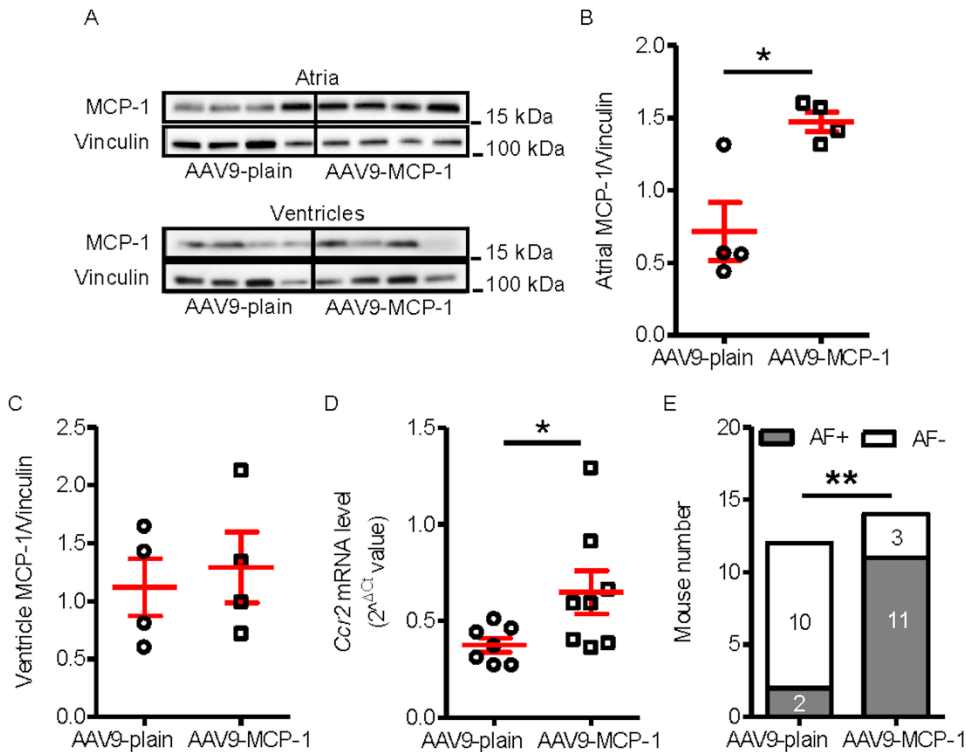 A
Atria
MCP-1
15 kDa
Vinculin
100 kDa
AAV9-plain AAV9-MCP-1
Ventricles
MCP-1
15 kDa
Vinculin
100 kDa
AAV9-plain AAV9-MCP-1
B
Atrial MCP-1/Vinculin
2.0
1.5
1.0
0.5
0.0
*
AAV9-plain AAV9-MCP-1
C
Ventricle MCP-1/Vinculin
2.5
2.0
1.5
1.0
0.5
0.0
AAV9-plain AAV9-MCP-1
D
Ccr2 mRNA level
(2^ΔCt value)
1.5
1.0
0.5
0.0
*
AAV9-plain AAV9-MCP-1
E
Mouse number
20
15
10
5
0
AF+ AF-
**
10
2
3
11
AAV9-plain AAV9-MCP-1